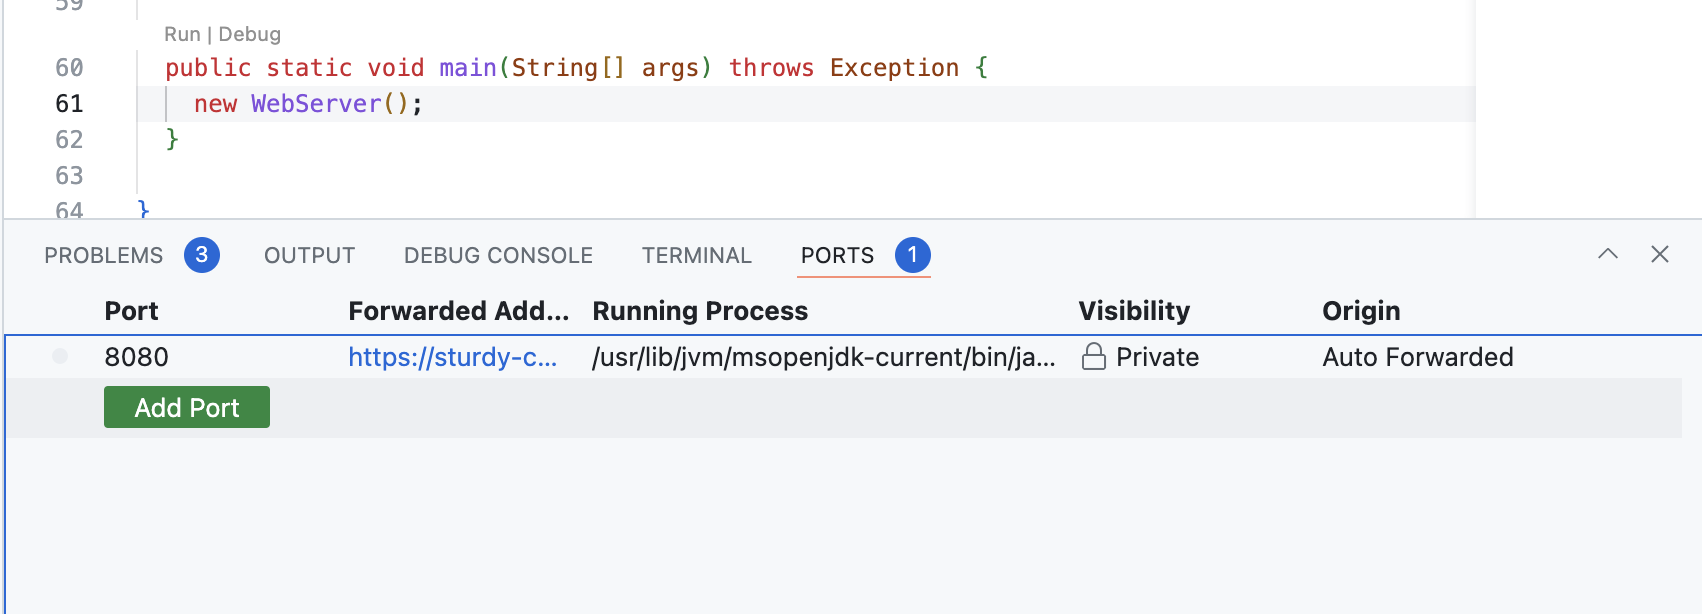 59
Run | Debug
60 public static void main(String[] args) throws Exception {
61 new WebServer();
62 }
63
64 }
PROBLEMS 3 OUTPUT DEBUG CONSOLE TERMINAL PORTS 1
Port Forwarded Add... Running Process Visibility Origin
8080 https://sturdy-c... /usr/lib/jvm/msopenjdk-current/bin/ja... Private Auto Forwarded
Add Port